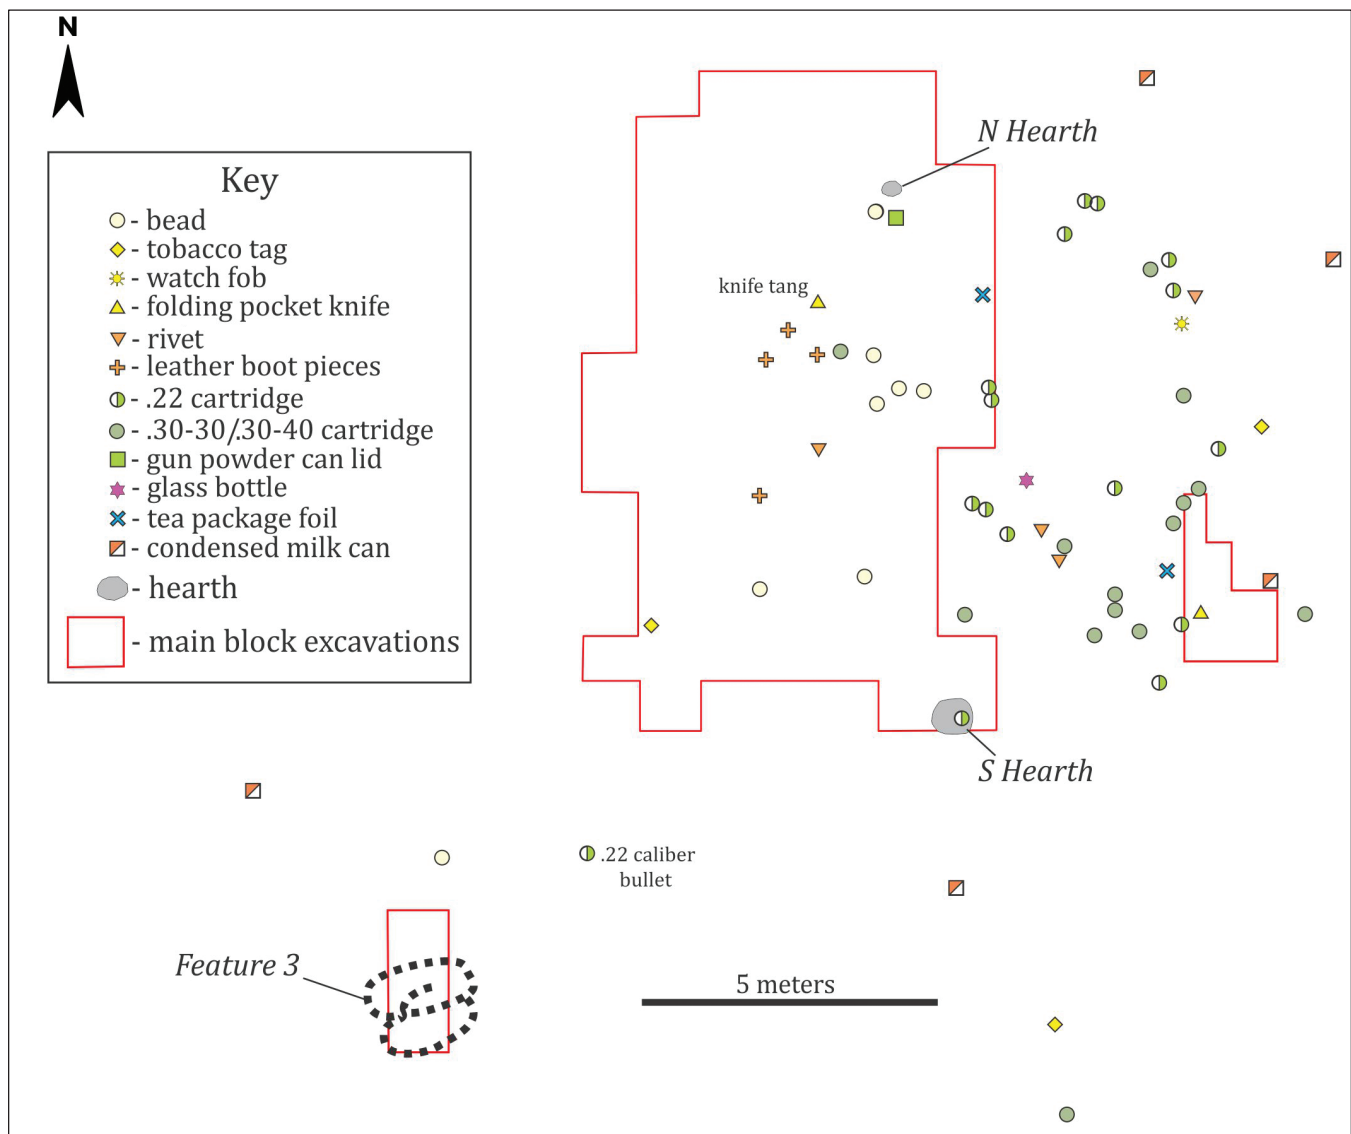 N
N Hearth
Key
- bead
- tobacco tag
- watch fob
- folding pocket knife
- rivet
- leather boot pieces
- .22 cartridge
- .30-30/.30-40 cartridge
- gun powder can lid
- glass bottle
- tea package foil
- condensed milk can
- hearth
- main block excavations
knife tang
S Hearth
.22 caliber
bullet
Feature 3
5 meters